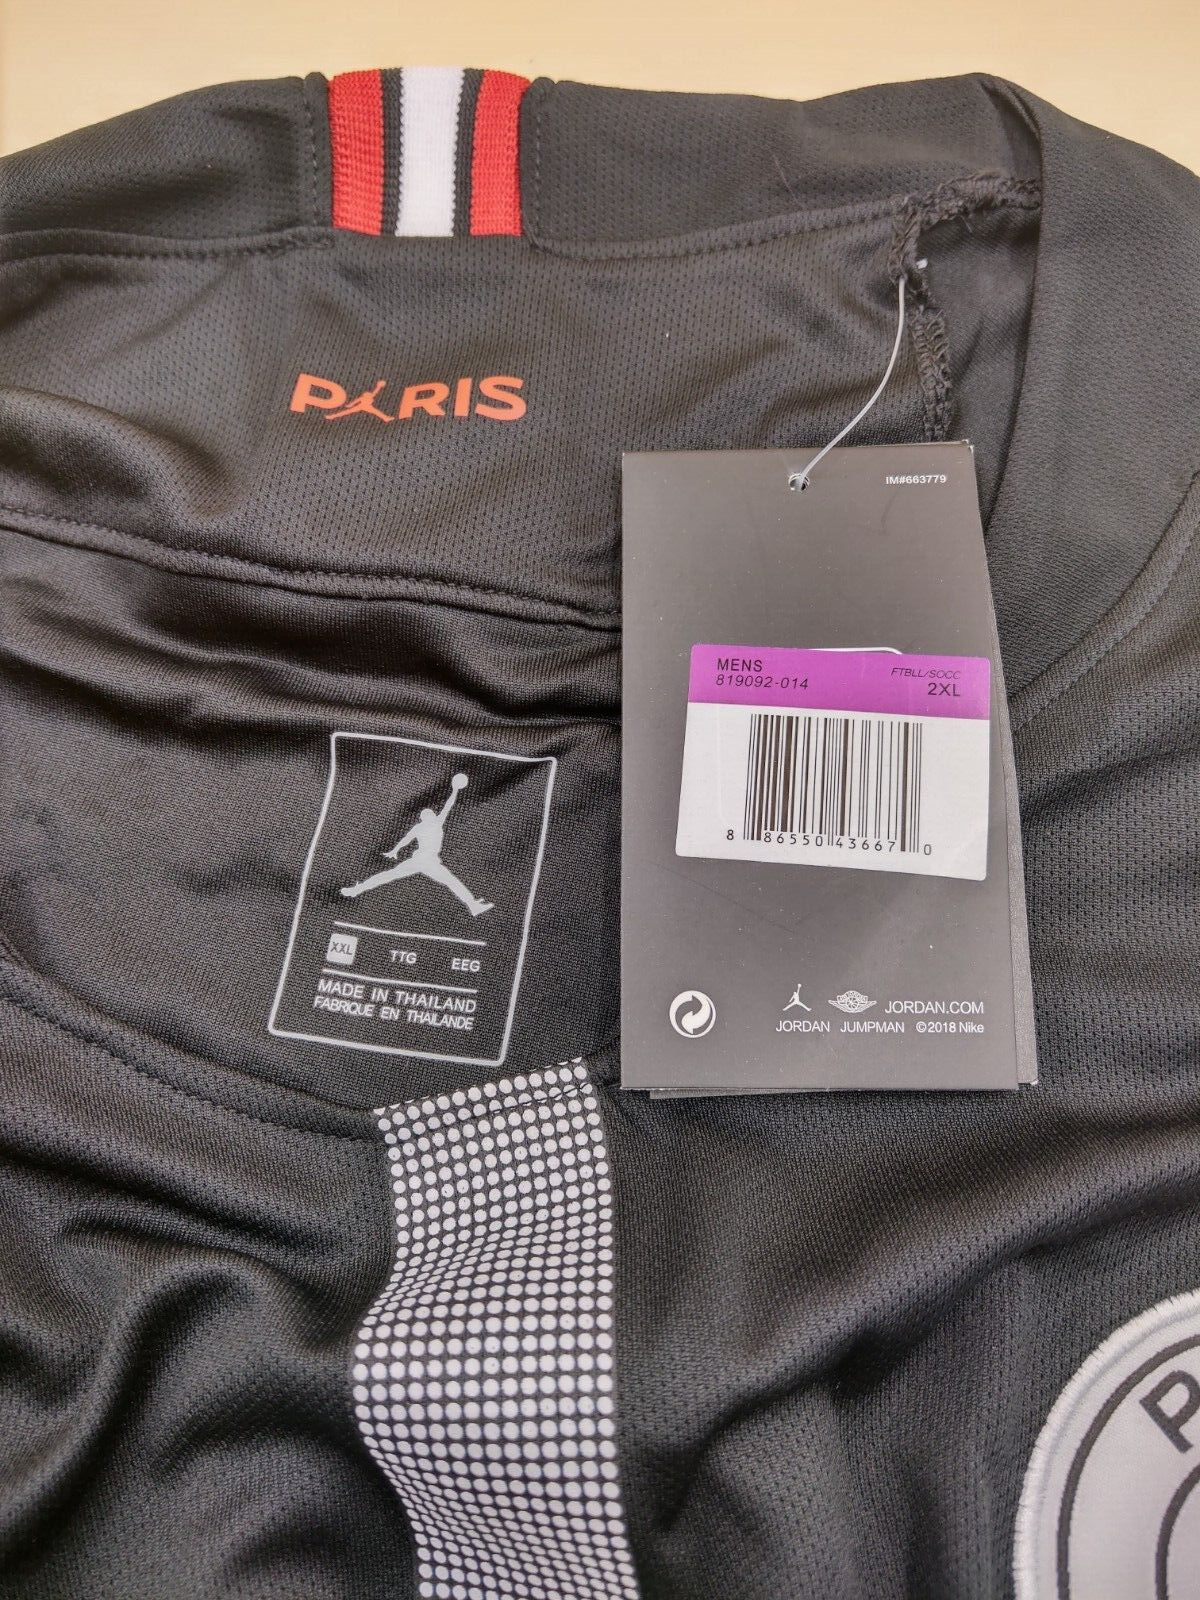 PARIS
IM#663779
MENS
819092-014
FTBLL/SOCC
2XL
8 86550 43667 0
XXL TTG EEG
MADE IN THAILAND
FABRIQUE EN THAILANDE
JORDAN.COM
JORDAN JUMPMAN ©2018 Nike
P